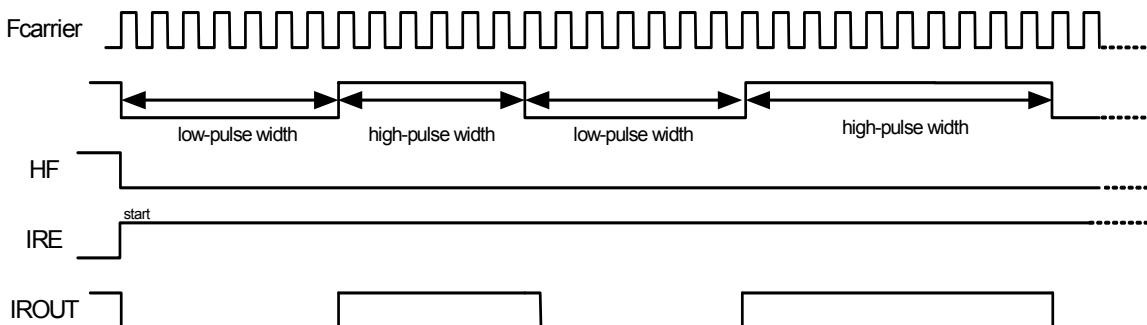 Fcarrier
low-pulse width
high-pulse width
low-pulse width
high-pulse width
HF
start
IRE
IROUT